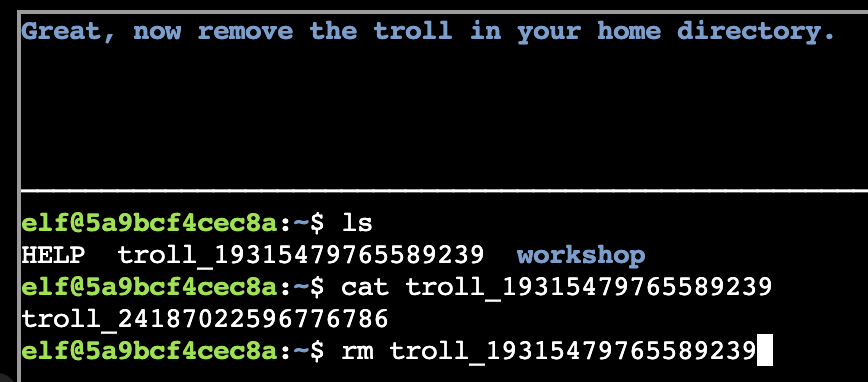 Great, now remove the troll in your home directory.
elf@5a9bcf4cec8a:~$ ls
HELP  troll_19315479765589239  workshop
elf@5a9bcf4cec8a:~$ cat troll_19315479765589239
troll_24187022596776786
elf@5a9bcf4cec8a:~$ rm troll_19315479765589239